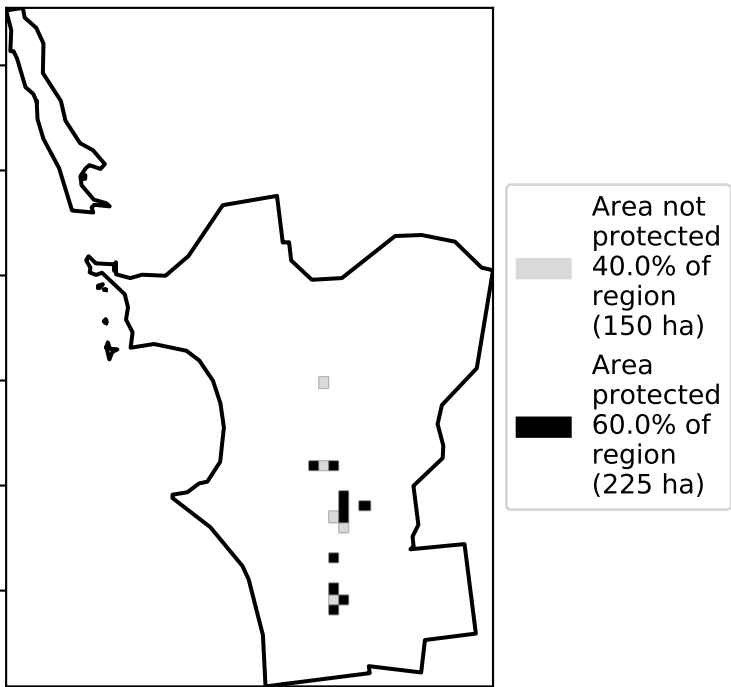 Area not
protected
40.0% of
region
(150 ha)
Area
protected
60.0% of
region
(225 ha)